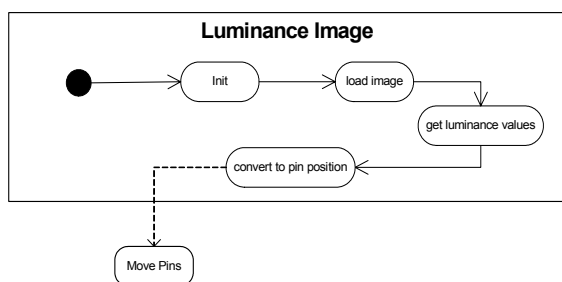 Luminance Image
Init
load image
get luminance values
convert to pin position
Move Pins